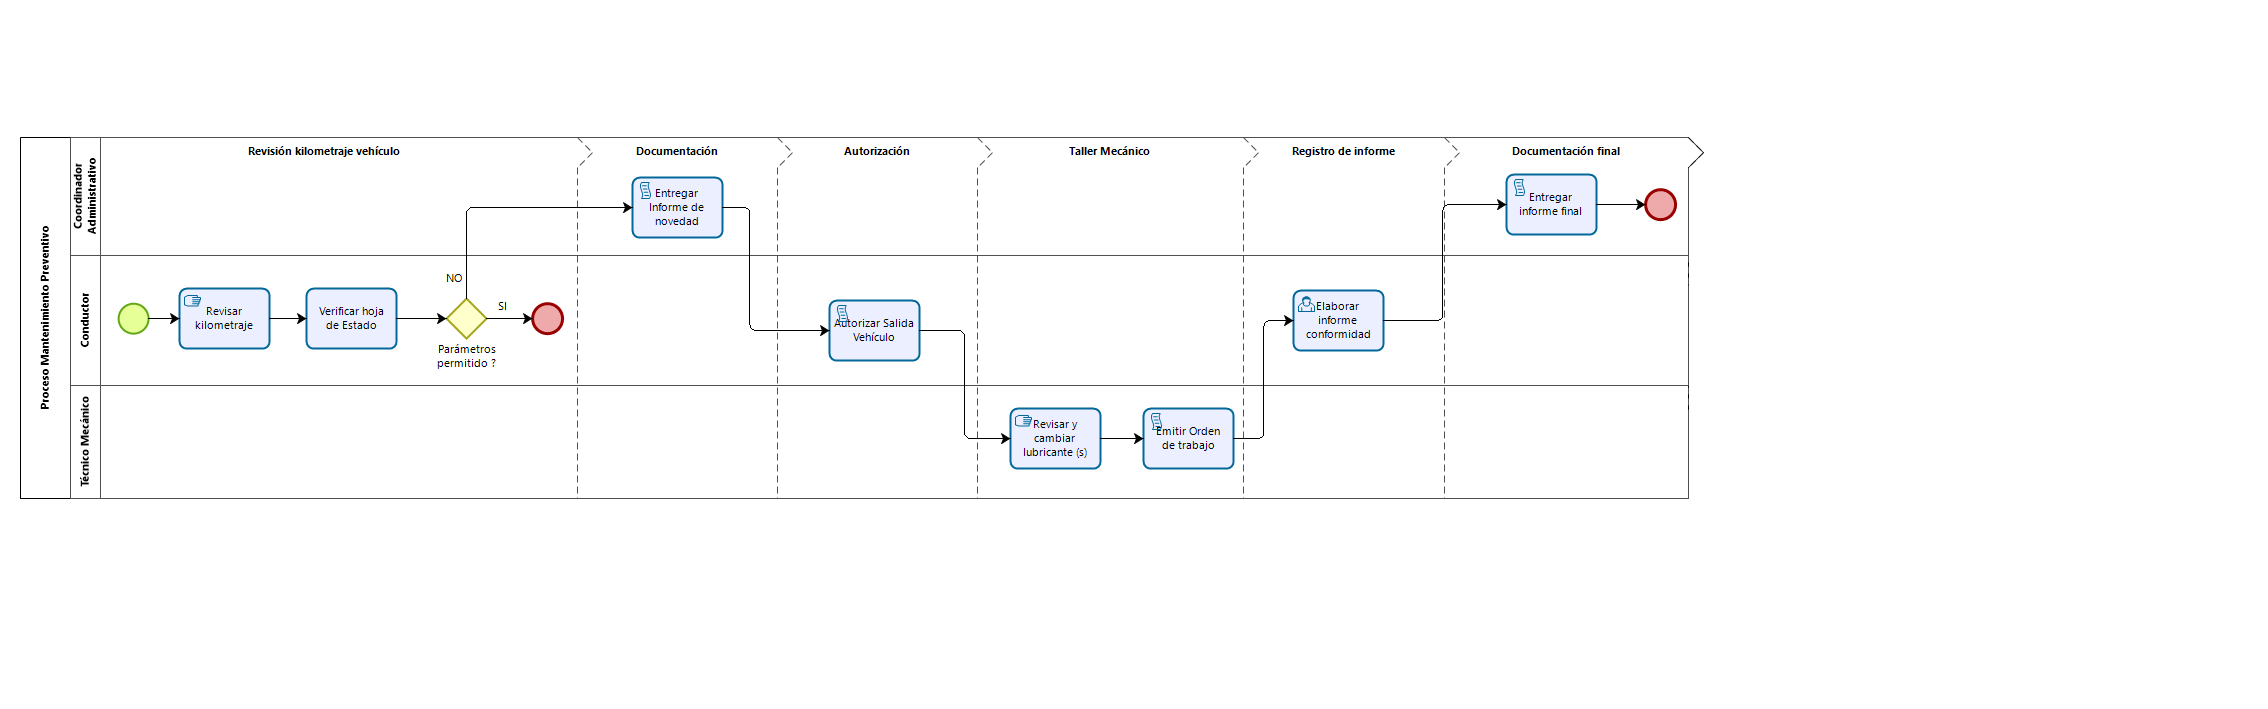 Proceso Mantenimiento Preventivo
Coordinador
Administrativo
Conductor
Técnico Mecánico
Revisión kilometraje vehículo
Documentación
Autorización
Taller Mecánico
Registro de informe
Documentación final
Entregar
Informe de
novedad
Entregar
informe final
NO
SI
Revisar
kilometraje
Verificar hoja
de Estado
Parámetros
permitido ?
Autorizar Salida
Vehículo
Elaborar
informe
conformidad
Revisar y
cambiar
lubricante (s)
Emitir Orden
de trabajo